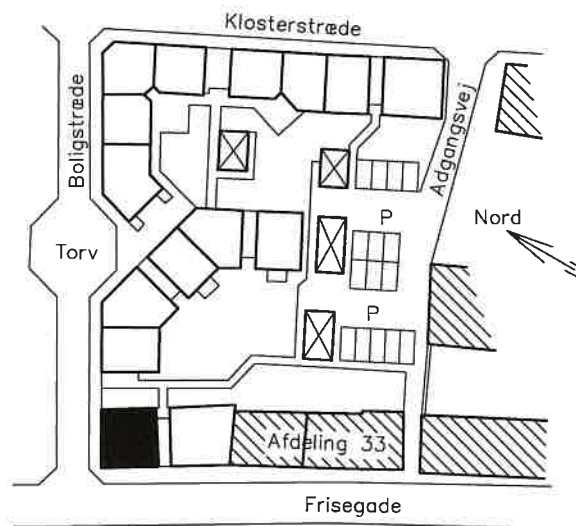 Klosterstræde
Boligstræde
Adgangsvej
P
Nord
Torv
P
Afdeling 33
Frisegade